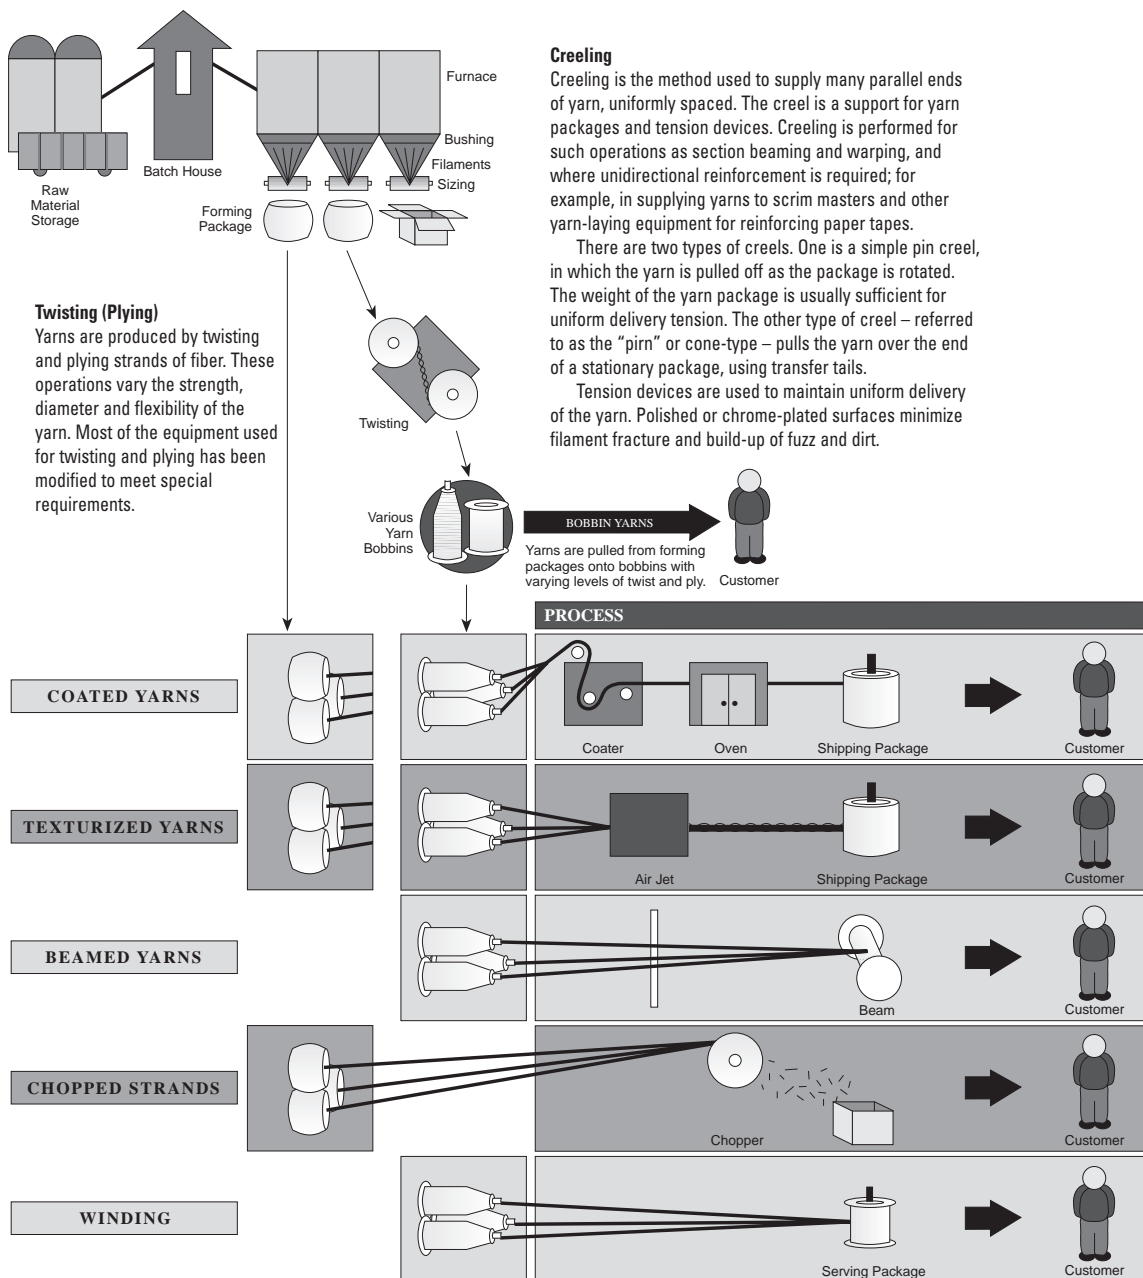 Furnace
Bushing
Filaments
Sizing
Batch House
Raw
Material
Storage
Forming
Package
Creeling
Creeling is the method used to supply many parallel ends
of yarn, uniformly spaced. The creel is a support for yarn
packages and tension devices. Creeling is performed for
such operations as section beaming and warping, and
where unidirectional reinforcement is required; for
example, in supplying yarns to scrim masters and other
yarn-laying equipment for reinforcing paper tapes.
There are two types of creels. One is a simple pin creel,
in which the yarn is pulled off as the package is rotated.
The weight of the yarn package is usually sufficient for
uniform delivery tension. The other type of creel – referred
to as the “pirn” or cone-type – pulls the yarn over the end
of a stationary package, using transfer tails.
Tension devices are used to maintain uniform delivery
of the yarn. Polished or chrome-plated surfaces minimize
filament fracture and build-up of fuzz and dirt.
Twisting (Plying)
Yarns are produced by twisting
and plying strands of fiber. These
operations vary the strength,
diameter and flexibility of the
yarn. Most of the equipment used
for twisting and plying has been
modified to meet special
requirements.
Twisting
Various
Yarn
Bobbins
BOBBIN YARNS
Yarns are pulled from forming
packages onto bobbins with
varying levels of twist and ply.
Customer
PROCESS
COATED YARNS
Coater
Oven
Shipping Package
Customer
TEXTURIZED YARNS
Air Jet
Shipping Package
Customer
BEAMED YARNS
Beam
Customer
CHOPPED STRANDS
Chopper
Customer
WINDING
Serving Package
Customer